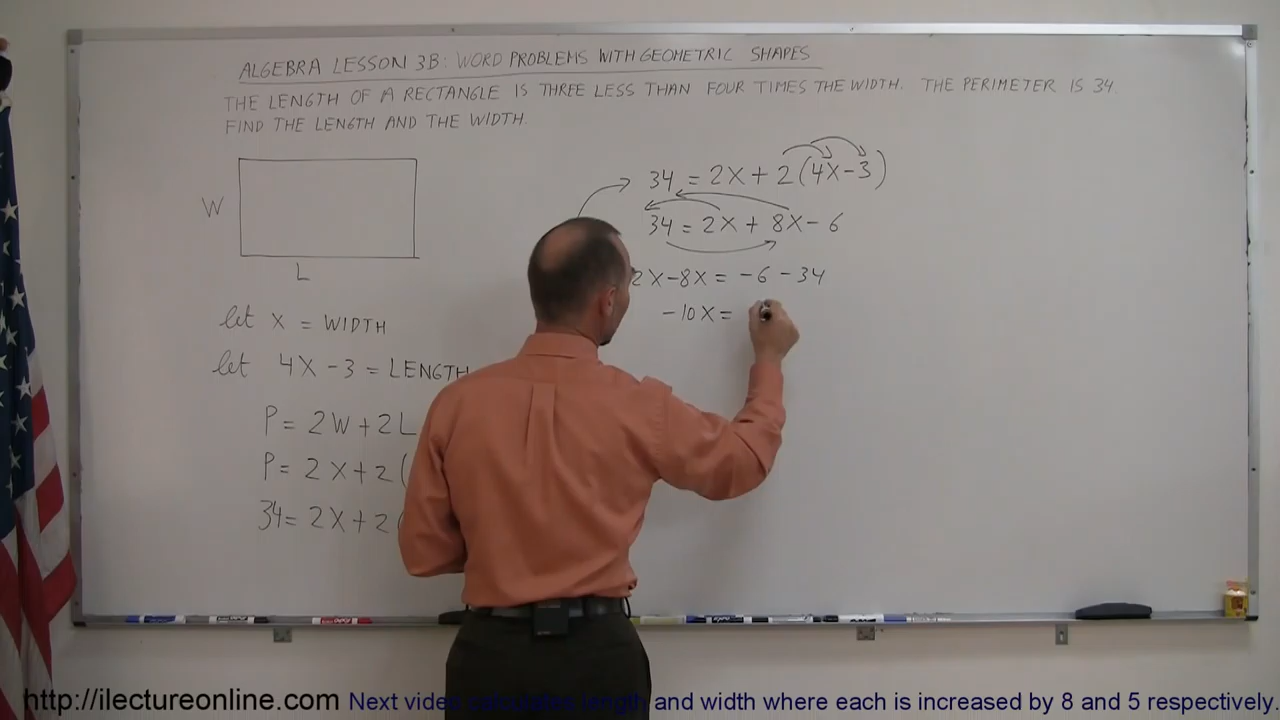 ALGEBRA LESSON 3B: WORD PROBLEMS WITH GEOMETRIC SHAPES
THE LENGTH OF A RECTANGLE IS THREE LESS THAN FOUR TIMES THE WIDTH. THE PERIMETER IS 34
FIND THE LENGTH AND THE WIDTH.
W
L
let X = WIDTH
let 4X - 3 = LENGTH
P = 2W + 2L
P = 2X + 2(
34 = 2X + 2(
34 = 2X + 2(4X - 3)
34 = 2X + 8X - 6
2X - 8X = -6 - 34
-10X =
http://ilectureonline.com Next video calculates length and width where each is increased by 8 and 5 respectively.